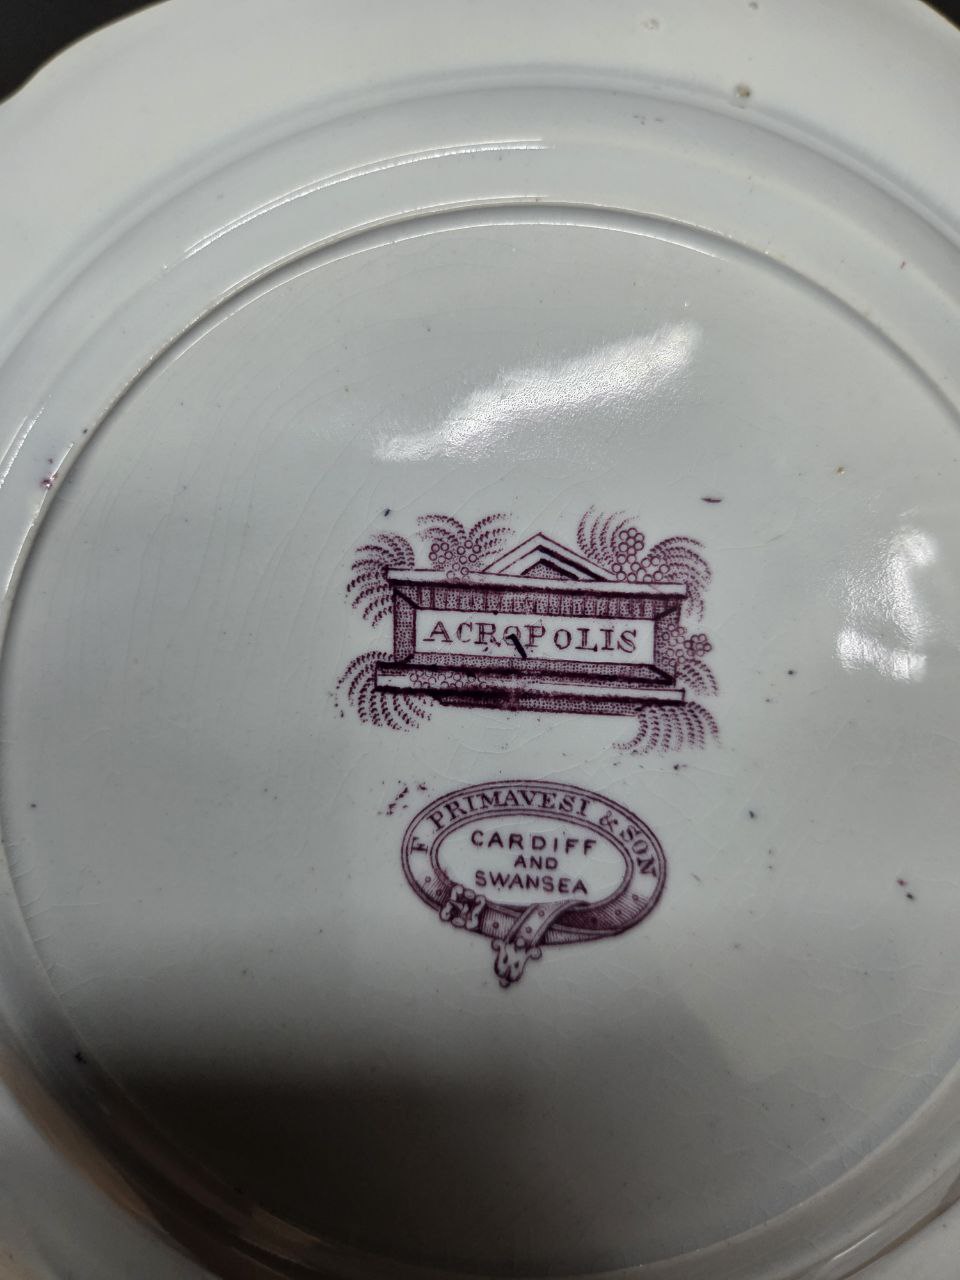 ACROPOLIS
F PRIMAVESI & SON
CARDIFF
AND
SWANSEA